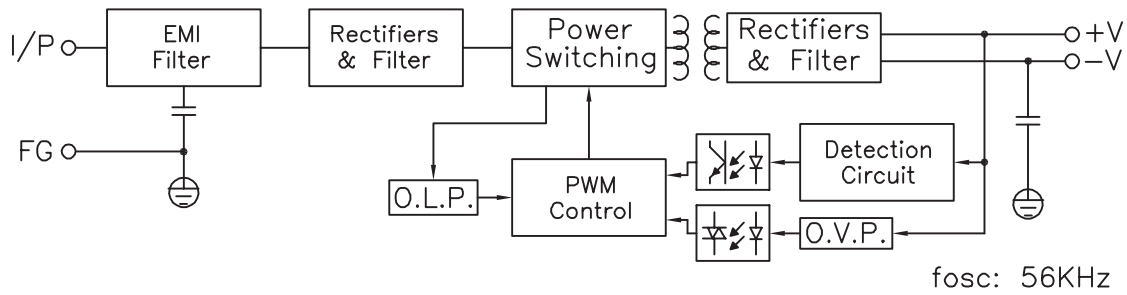 I/P
EMI
Filter
Rectifiers
& Filter
Power
Switching
Rectifiers
& Filter
+V
-V
FG
O.L.P.
PWM
Control
Detection
Circuit
O.V.P.
fosc: 56KHz